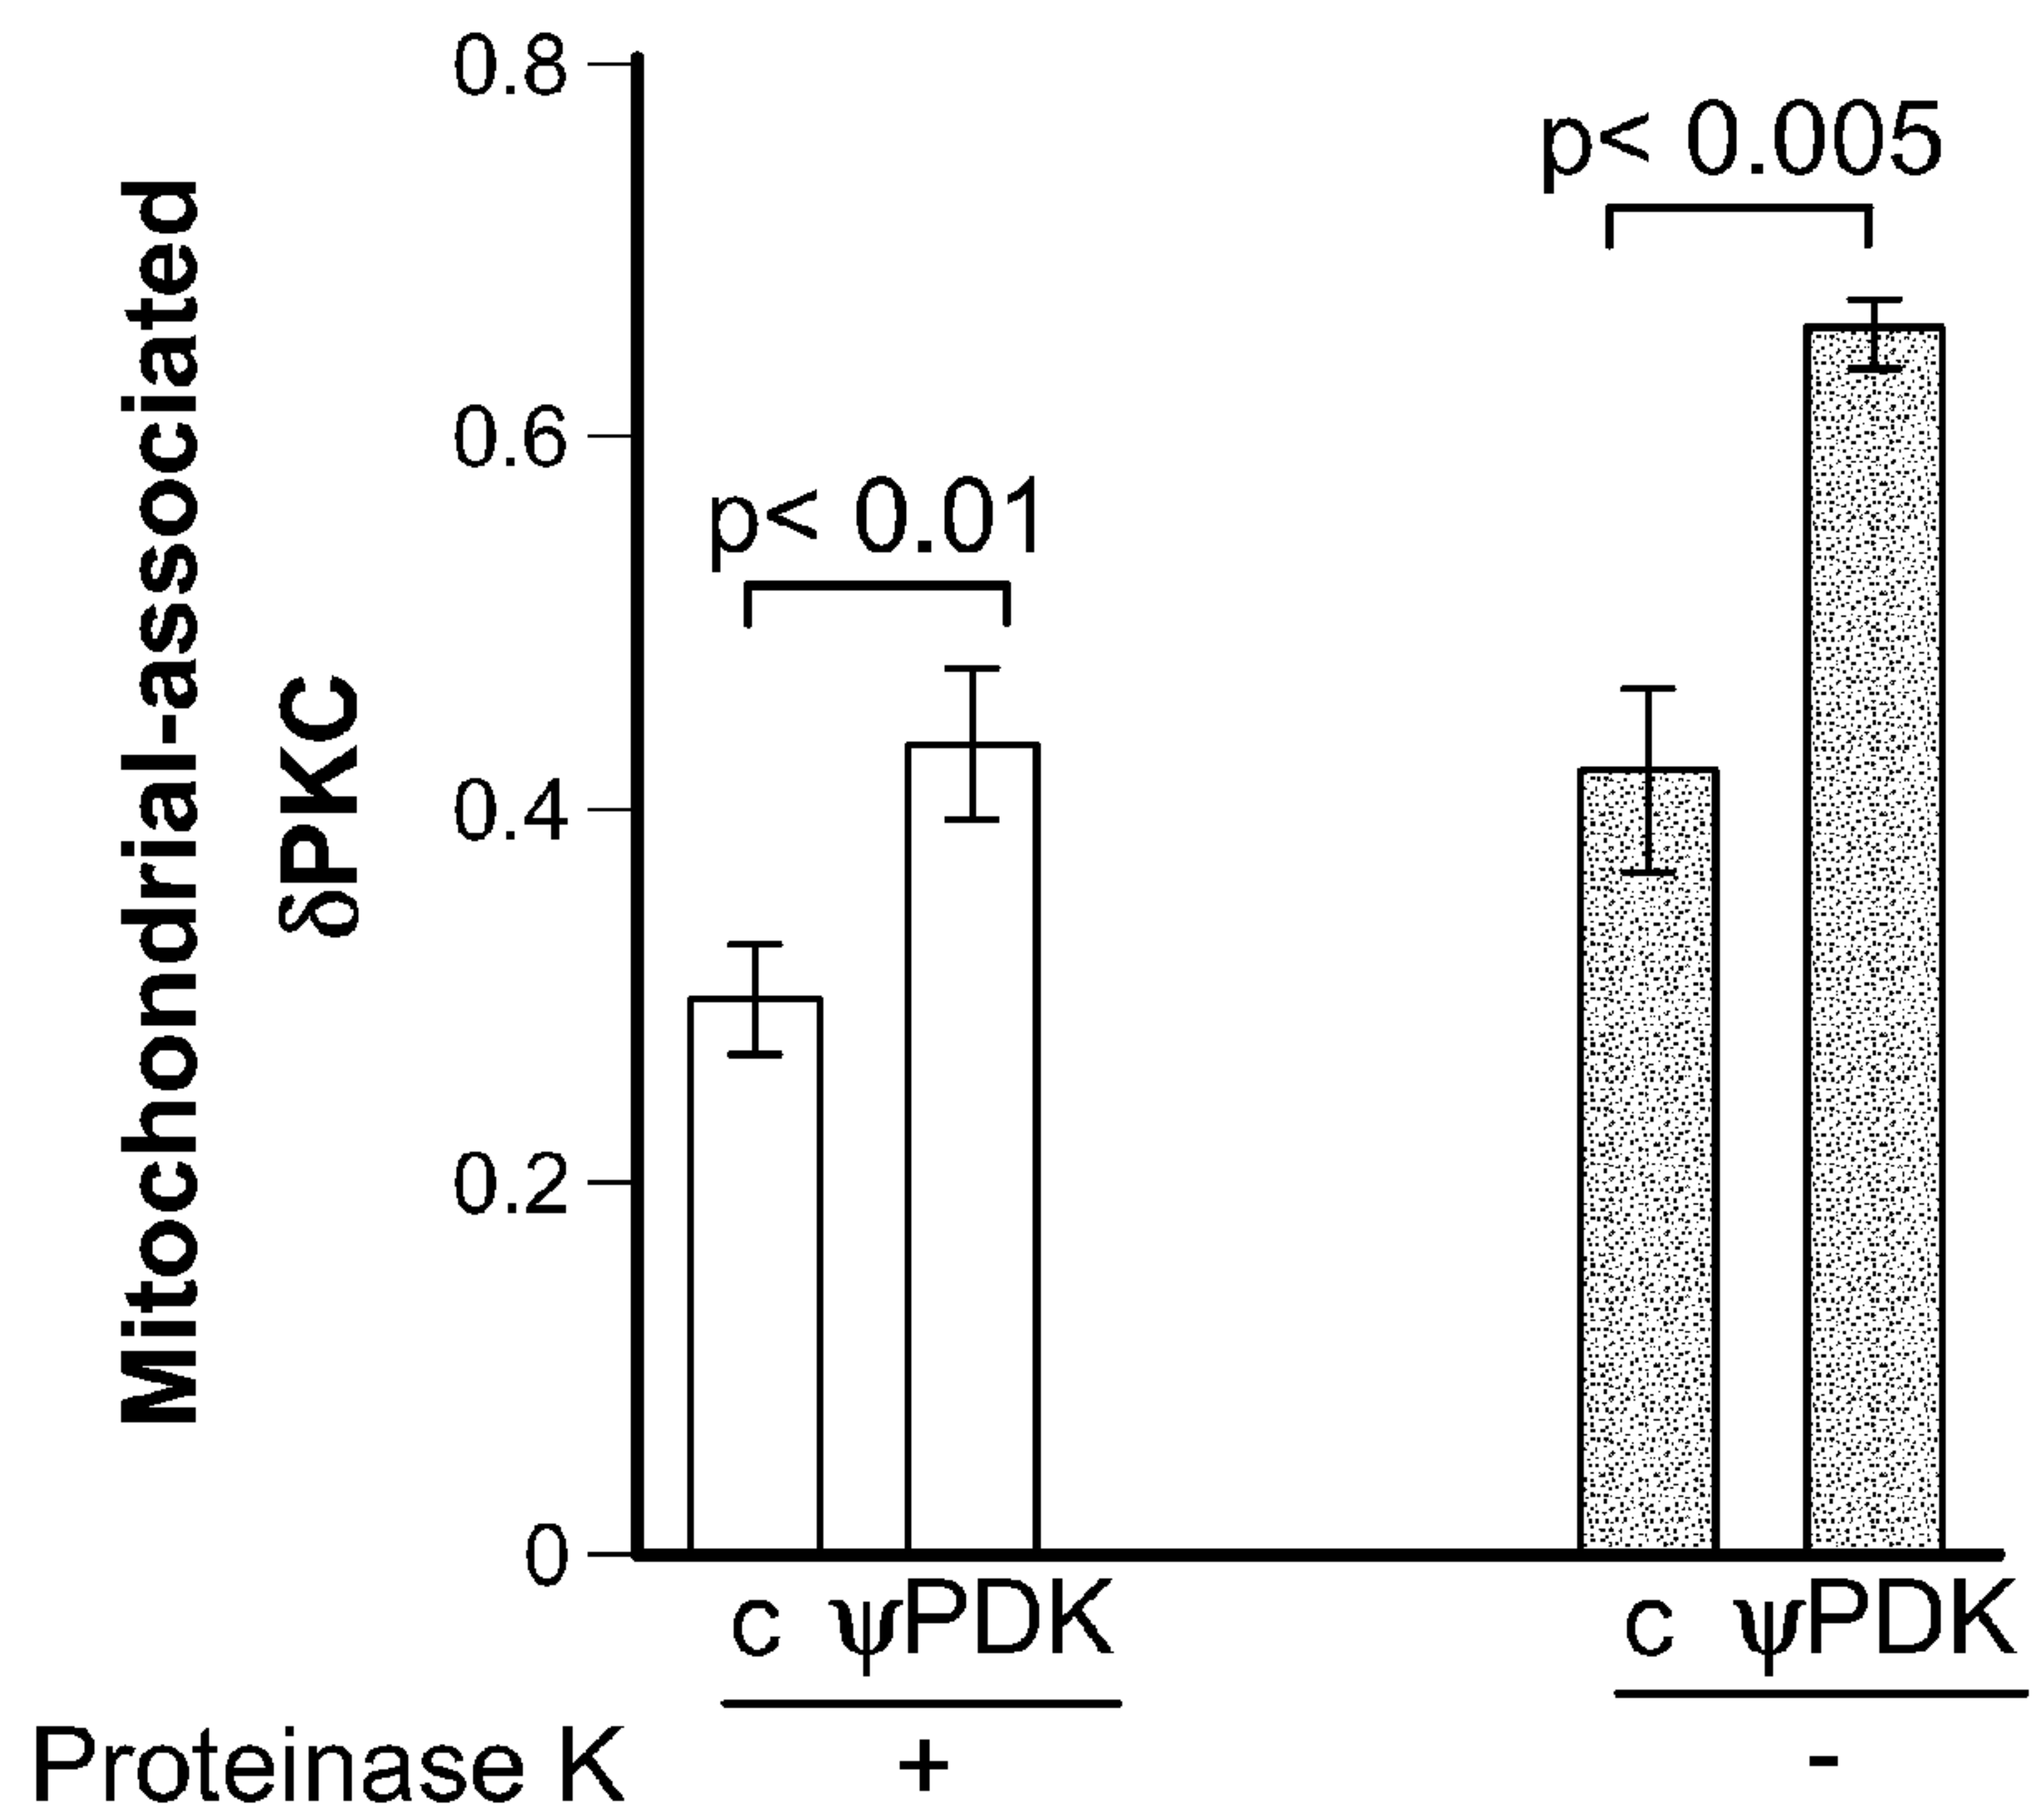 Mitochondrial-associated
δPKC
0.8
0.6
0.4
0.2
0
p< 0.01
p< 0.005
c ψPDK
c ψPDK
Proteinase K + -